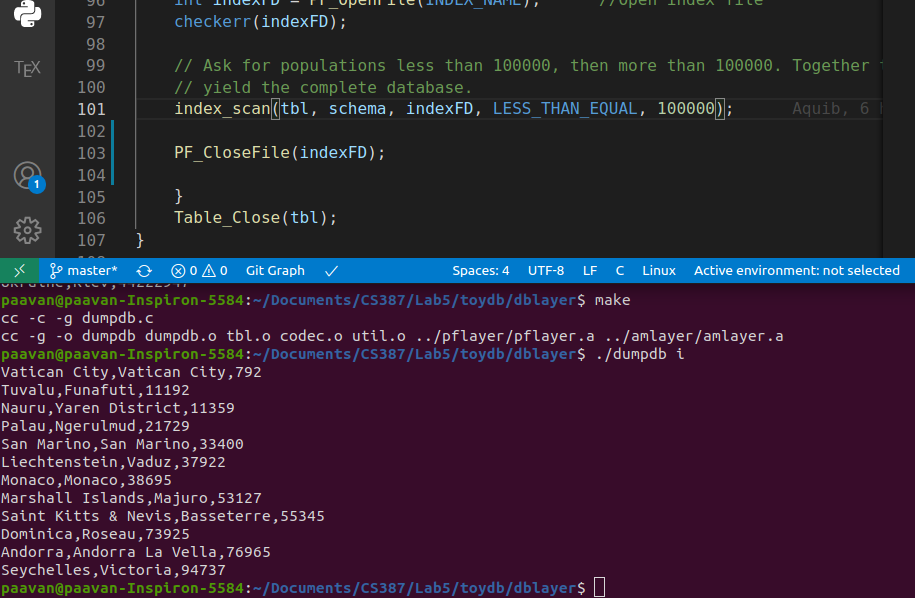 96 int indexFD = PF_OpenFile(INDEX_NAME); //open index file
97 checkerr(indexFD);
98
99 // Ask for populations less than 100000, then more than 100000. Together
100 // yield the complete database.
101 index_scan(tbl, schema, indexFD, LESS_THAN_EQUAL, 100000); Aquib, 6
102
103 PF_CloseFile(indexFD);
104
105 }
106 Table_Close(tbl);
107 }
TEX
1
master* 0 0 Git Graph Spaces: 4 UTF-8 LF C Linux Active environment: not selected
Ukraine,Kiev,44222947
paavan@paavan-Inspiron-5584:~/Documents/CS387/Lab5/toydb/dblayer$ make
cc -c -g dumpdb.c
cc -g -o dumpdb dumpdb.o tbl.o codec.o util.o ../pflayer/pflayer.a ../amlayer/amlayer.a
paavan@paavan-Inspiron-5584:~/Documents/CS387/Lab5/toydb/dblayer$ ./dumpdb i
Vatican City,Vatican City,792
Tuvalu,Funafuti,11192
Nauru,Yaren District,11359
Palau,Ngerulmud,21729
San Marino,San Marino,33400
Liechtenstein,Vaduz,37922
Monaco,Monaco,38695
Marshall Islands,Majuro,53127
Saint Kitts & Nevis,Basseterre,55345
Dominica,Roseau,73925
Andorra,Andorra La Vella,76965
Seychelles,Victoria,94737
paavan@paavan-Inspiron-5584:~/Documents/CS387/Lab5/toydb/dblayer$